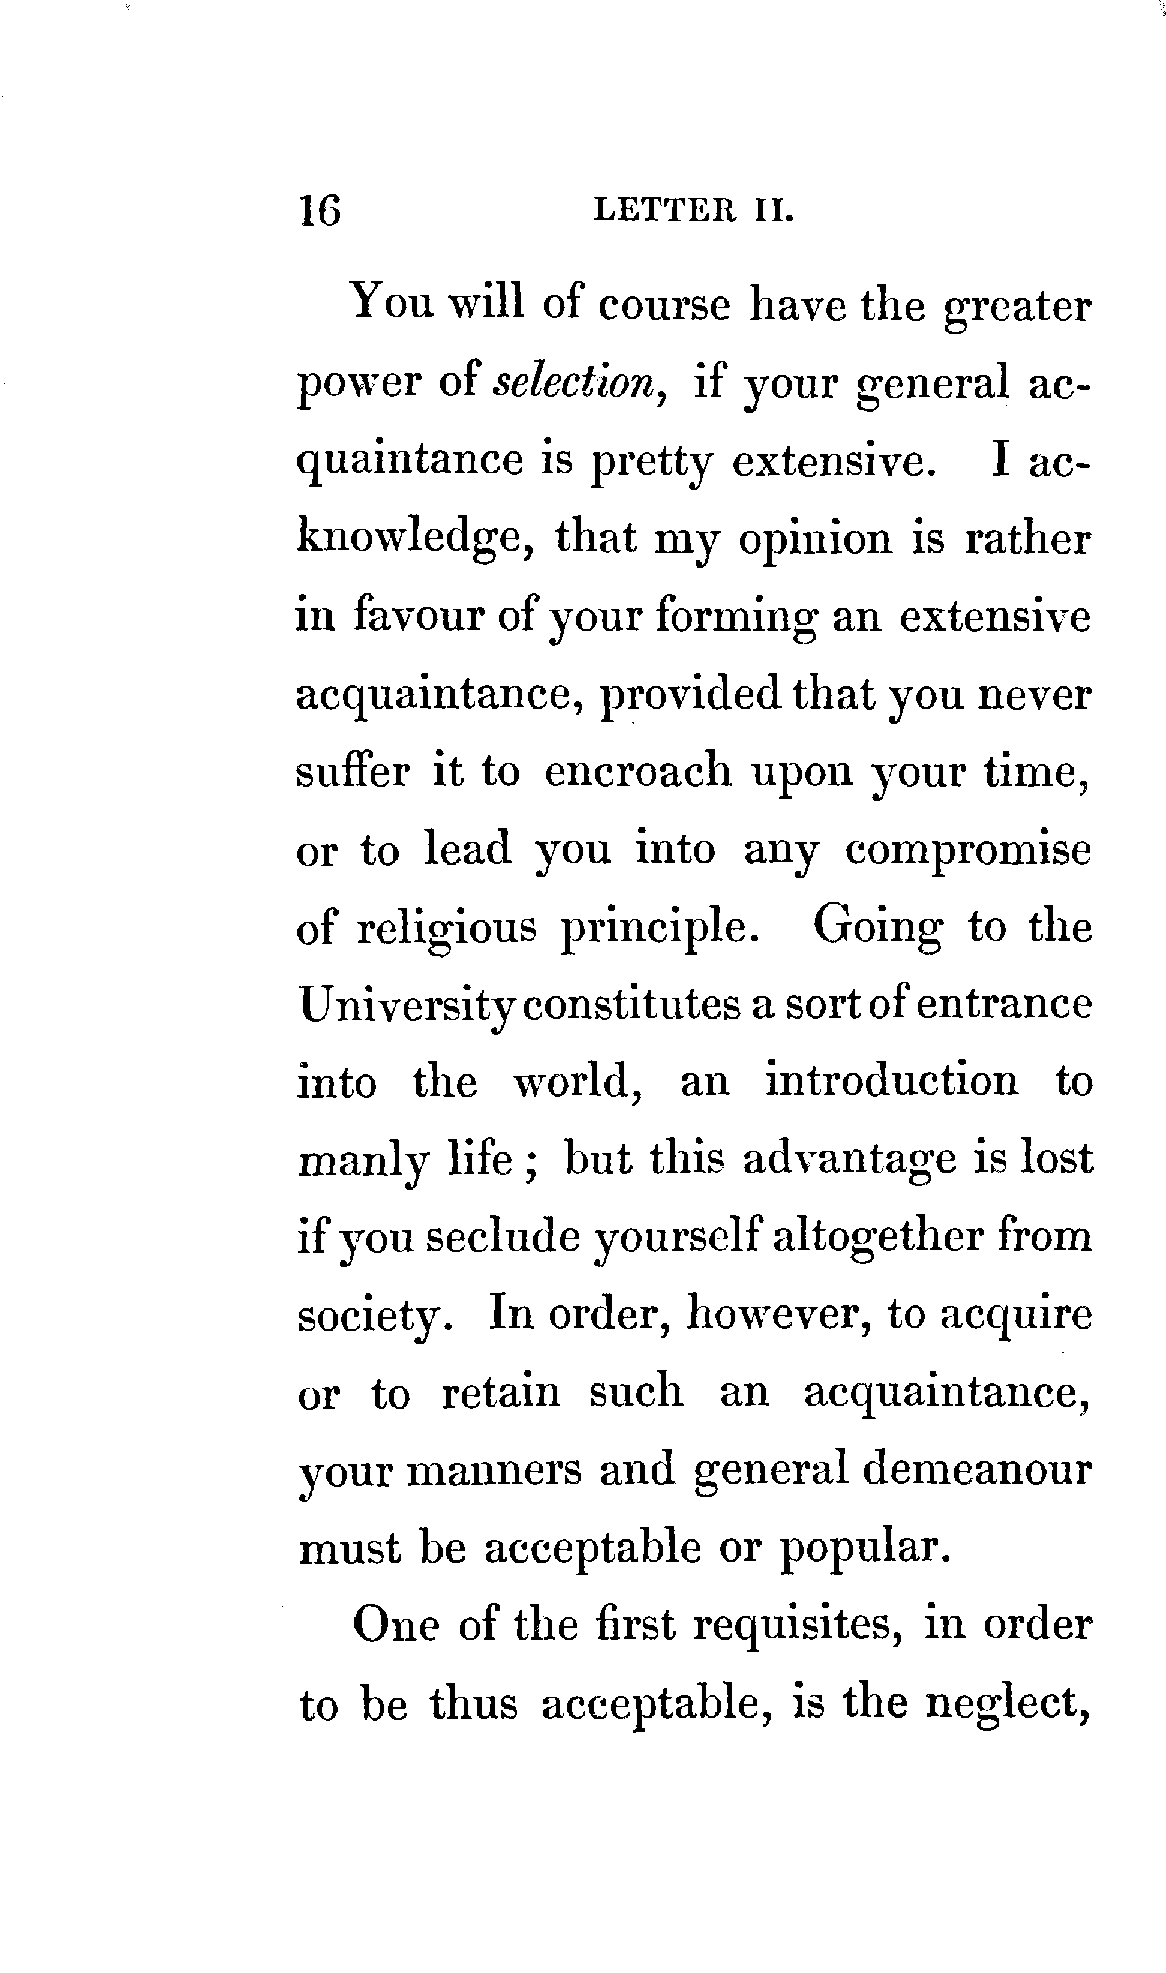 16 LETTER II.
You will of course have the greater
power of selection, if your general ac-
quaintance is pretty extensive. I ac-
knowledge, that my opinion is rather
in favour of your forming an extensive
acquaintance, provided that you never
suffer it to encroach upon your time,
or to lead you into any compromise
of religious principle. Going to the
University constitutes a sort of entrance
into the world, an introduction to
manly life ; but this advantage is lost
if you seclude yourself altogether from
society. In order, however, to acquire
or to retain such an acquaintance,
your manners and general demeanour
must be acceptable or popular.
One of the first requisites, in order
to be thus acceptable, is the neglect,